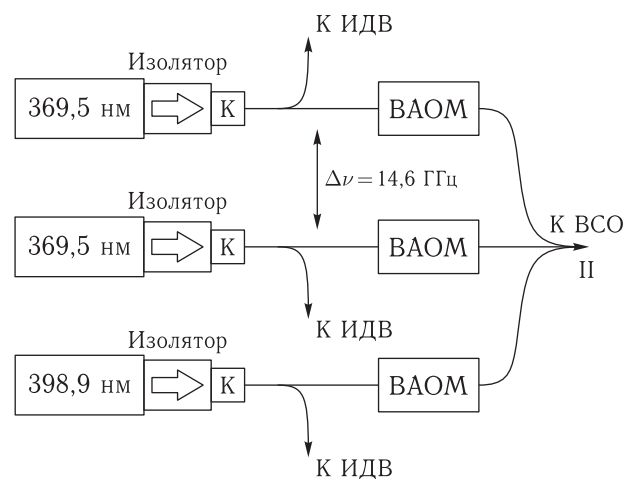 К ИДВ
Изолятор
369,5 нм
К
ВАОМ
Δν = 14,6 ГГц
Изолятор
К ВСО
369,5 нм
К
ВАОМ
II
К ИДВ
Изолятор
398,9 нм
К
ВАОМ
К ИДВ